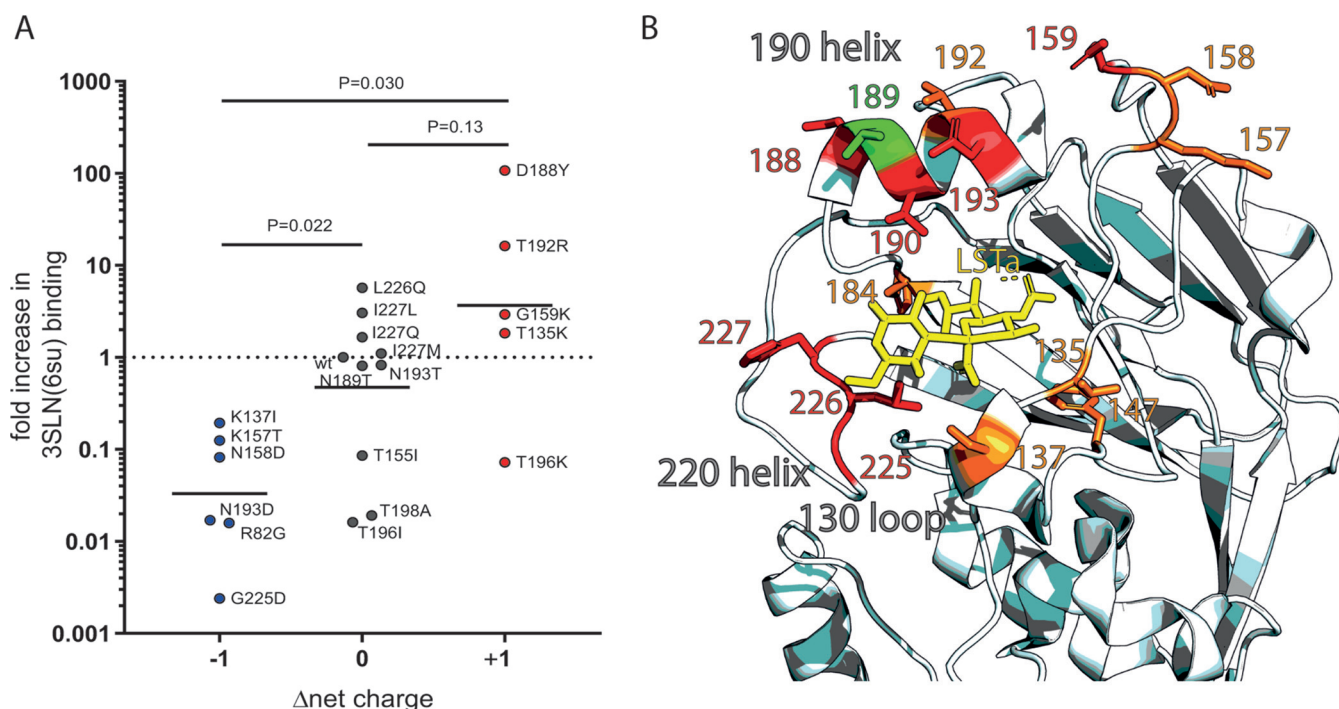 A
fold increase in
3SLN(6su) binding
1000
100
10
1
0.1
0.01
0.001
P=0.030
P=0.13
P=0.022
D188Y
T192R
L226Q
I227L
G159K
I227Q
T135K
I227M
wt
N189T
N193T
K137I
K157T
N158D
T155I
T196K
N193D
R82G
T198A
T196I
G225D
-1
0
+1
Δnet charge
B
190 helix
192
159
158
189
157
188
193
190
LSTa
184
227
135
147
226
137
225
220 helix
130 loop